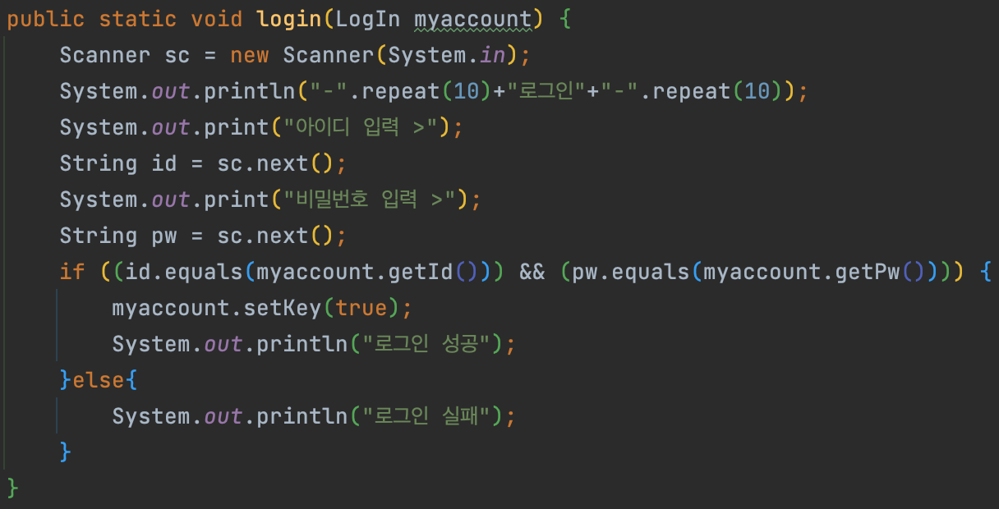 public static void login(LogIn myaccount) {
    Scanner sc = new Scanner(System.in);
    System.out.println("-".repeat(10)+"로그인"+"-".repeat(10));
    System.out.print("아이디 입력 >");
    String id = sc.next();
    System.out.print("비밀번호 입력 >");
    String pw = sc.next();
    if ((id.equals(myaccount.getId())) && (pw.equals(myaccount.getPw()))) {
        myaccount.setKey(true);
        System.out.println("로그인 성공");
    }else{
        System.out.println("로그인 실패");
    }
}